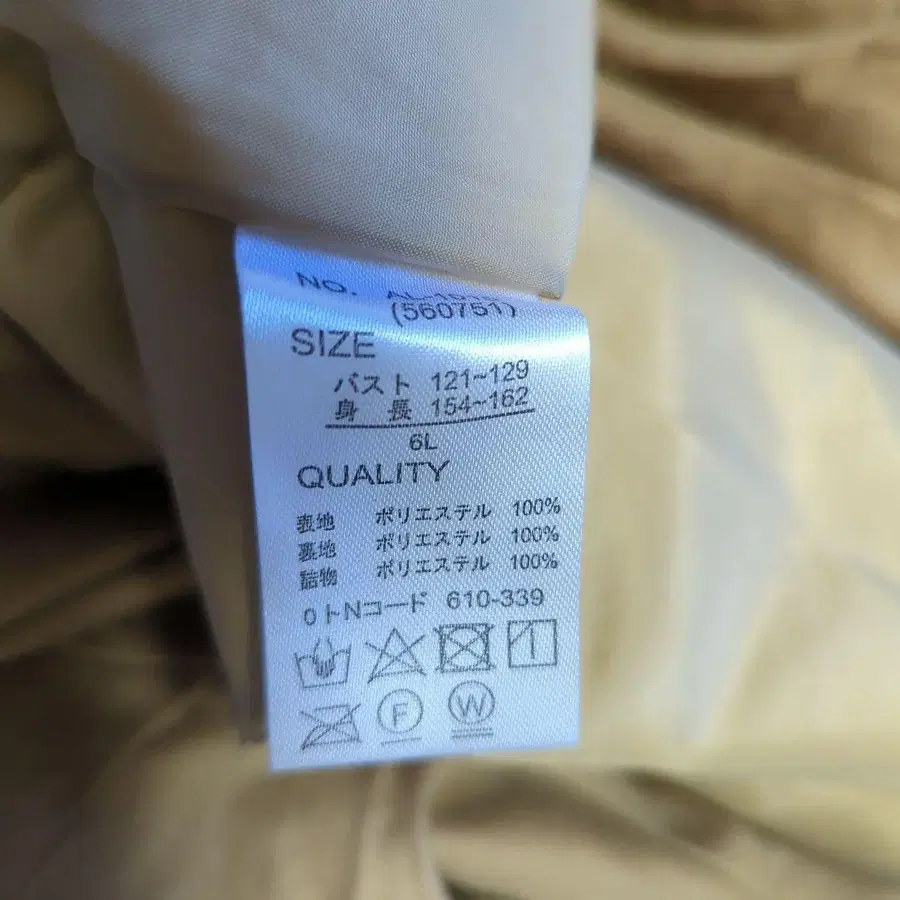 NO.
(560751)
SIZE
バスト 121~129
身 長 154~162
6L
QUALITY
表地 ポリエステル 100%
裏地 ポリエステル 100%
詰物 ポリエステル 100%
0トNコード 610-339
F W